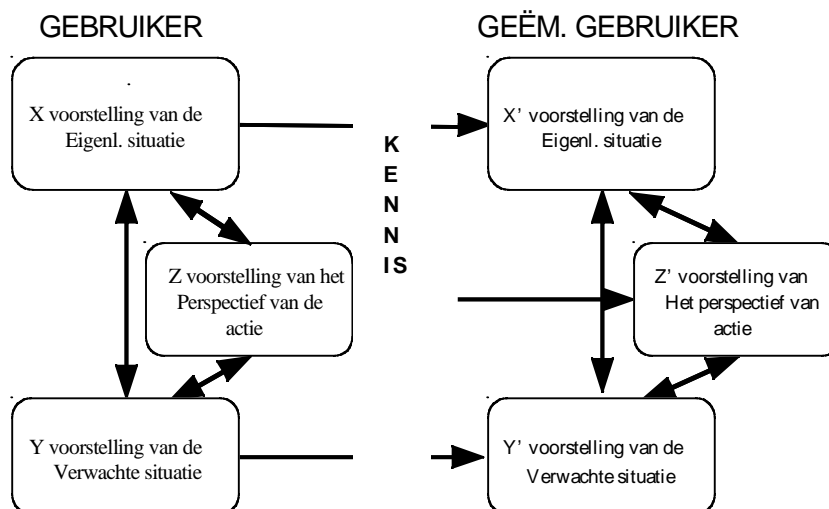 GEBRUIKER
X voorstelling van de
Eigenl. situatie
Z voorstelling van het
Perspectief van de
actie
Y voorstelling van de
Verwachte situatie
K
E
N
N
IS
GEËM. GEBRUIKER
X' voorstelling van de
Eigenl. situatie
Z' voorstelling van
Het perspectief van
actie
Y' voorstelling van de
Verwachte situatie